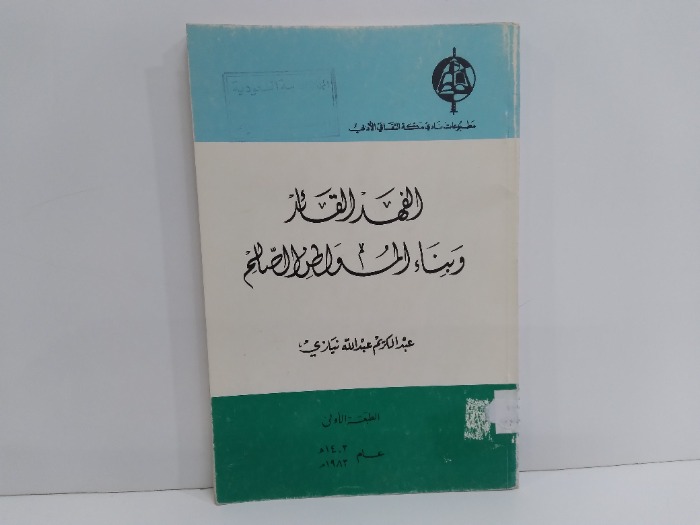 مطبوعات نادي مكة الثقافي الأدبي
الفهد القائد
وبناء المواطن الصالح
عبدالكريم عبدالله نيازي
الطبعة الأولى
عام ١٤٠٣هـ
١٩٨٣م